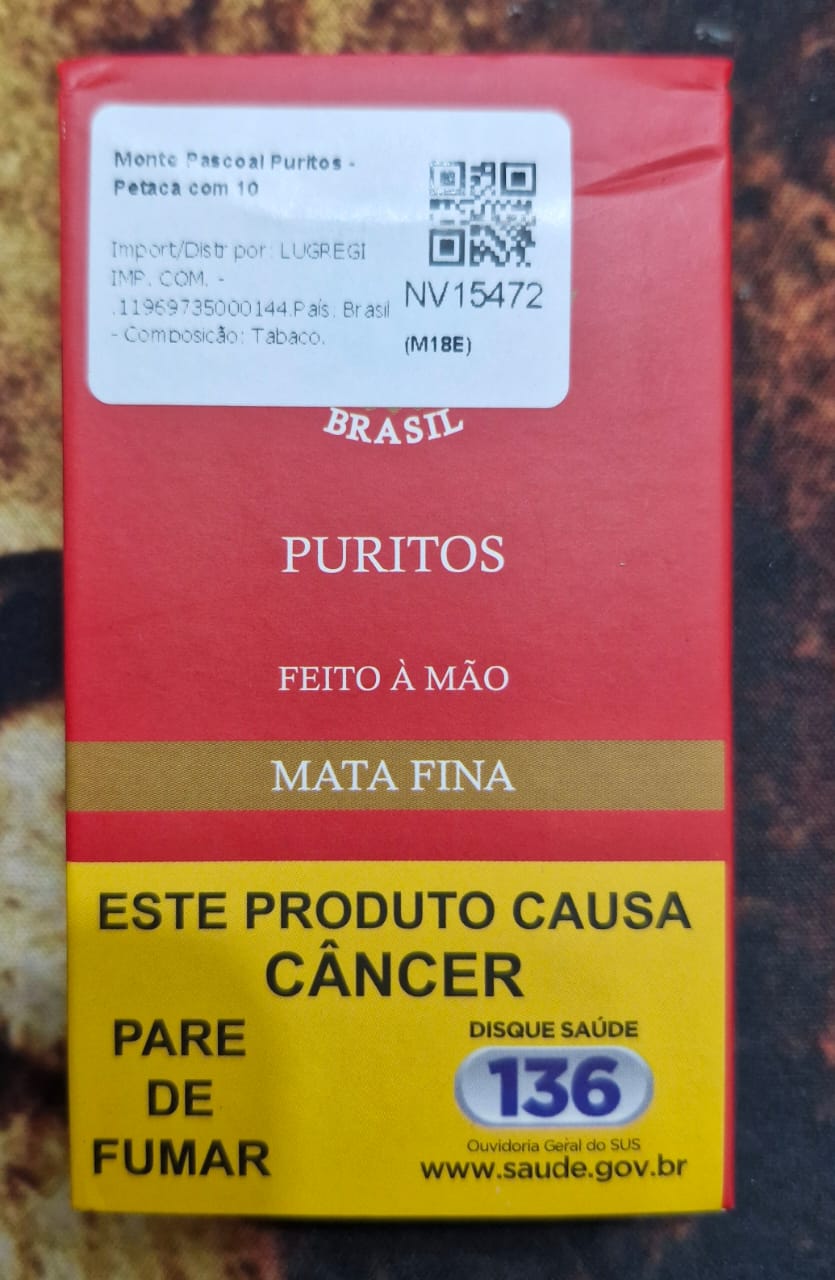 Monte Pascoal Puritos -
Petaca com 10
Import/Distr por: LUGREGI
IMP. COM. -
.11969735000144.País: Brasil
- Composicão: Tabaco.
NV15472
(M18E)
BRASIL
PURITOS
FEITO À MÃO
MATA FINA
ESTE PRODUTO CAUSA
CÂNCER
PARE
DE
FUMAR
DISQUE SAÚDE
136
Ouvidoria Geral do SUS
www.saude.gov.br